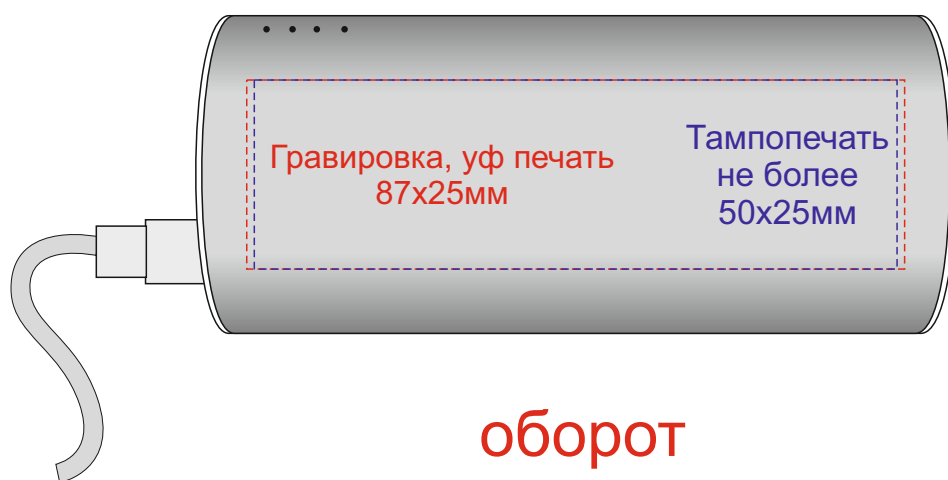 Гравировка, уф печать
87х25мм
Тампопечать
не более
50х25мм
оборот